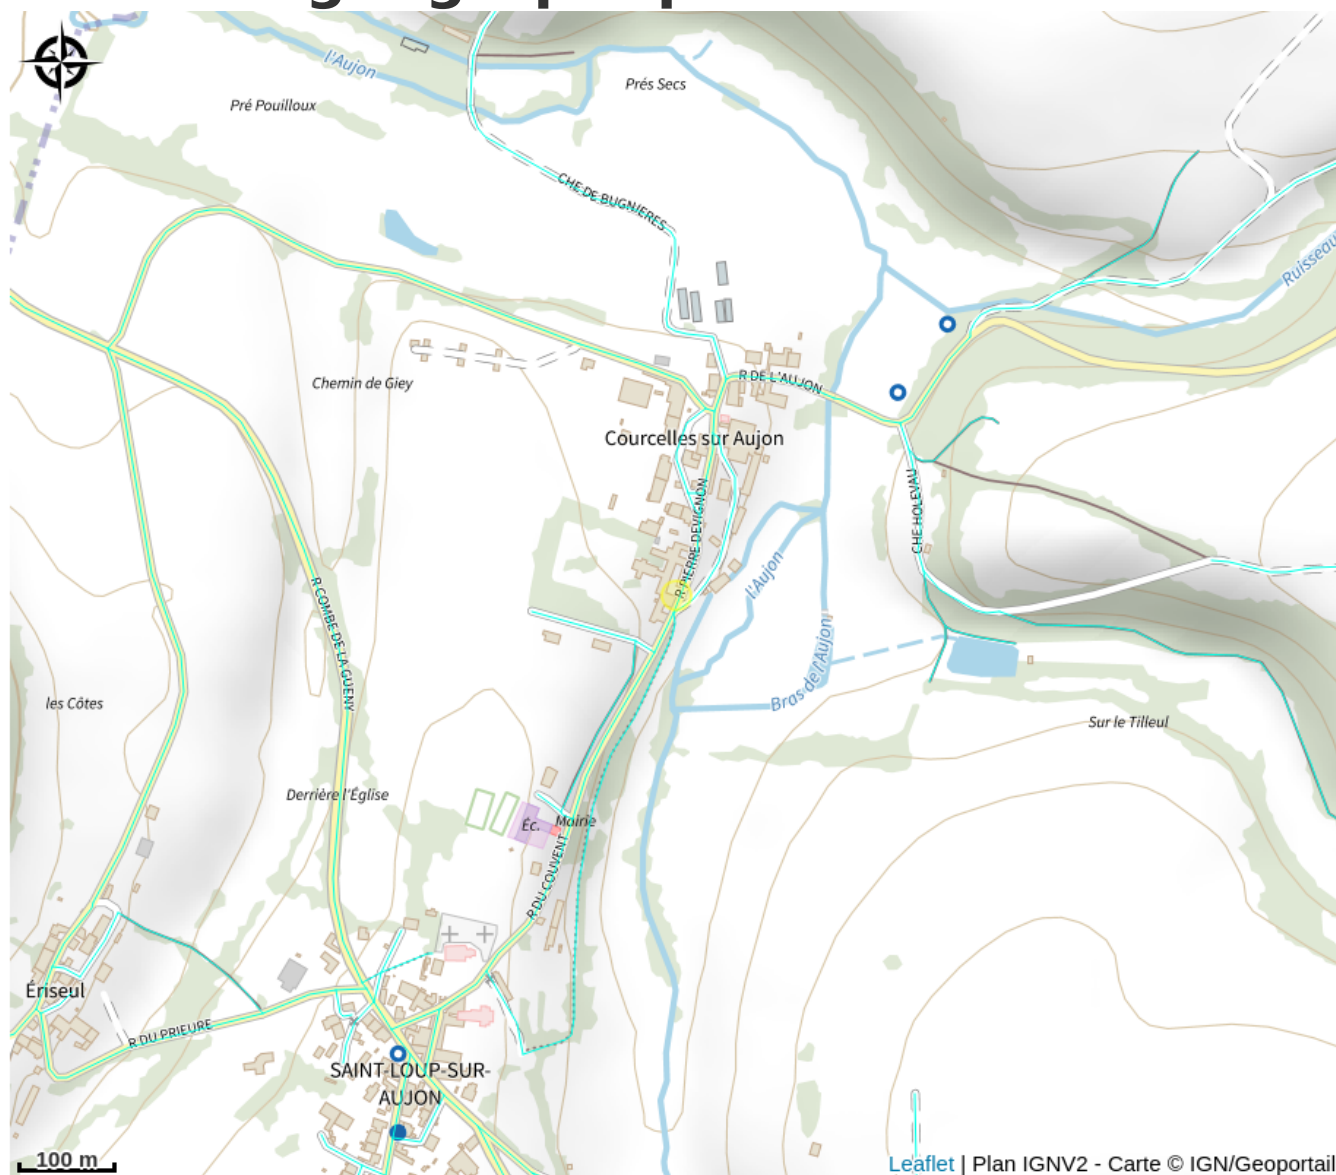 l'Aujon
Prés Secs
Pré Pouilloux
CHE DE BUGNIERES
Ruisseau
Chemin de Giey
R DE L'AUJON
Courcelles sur Aujon
R PIERRE DEVIGNON
CHE HOLEVAU
l'Aujon
R COMBE DE LA GUENY
Bras de l'Aujon
les Côtes
Sur le Tilleul
Derrière l'Église
Éc.
Mairie
R DU COUVENT
Ériseul
R DU PRIEURE
SAINT-LOUP-SUR-
AUJON
100 m
Leaflet | Plan IGNV2 - Carte © IGN/Geoportail